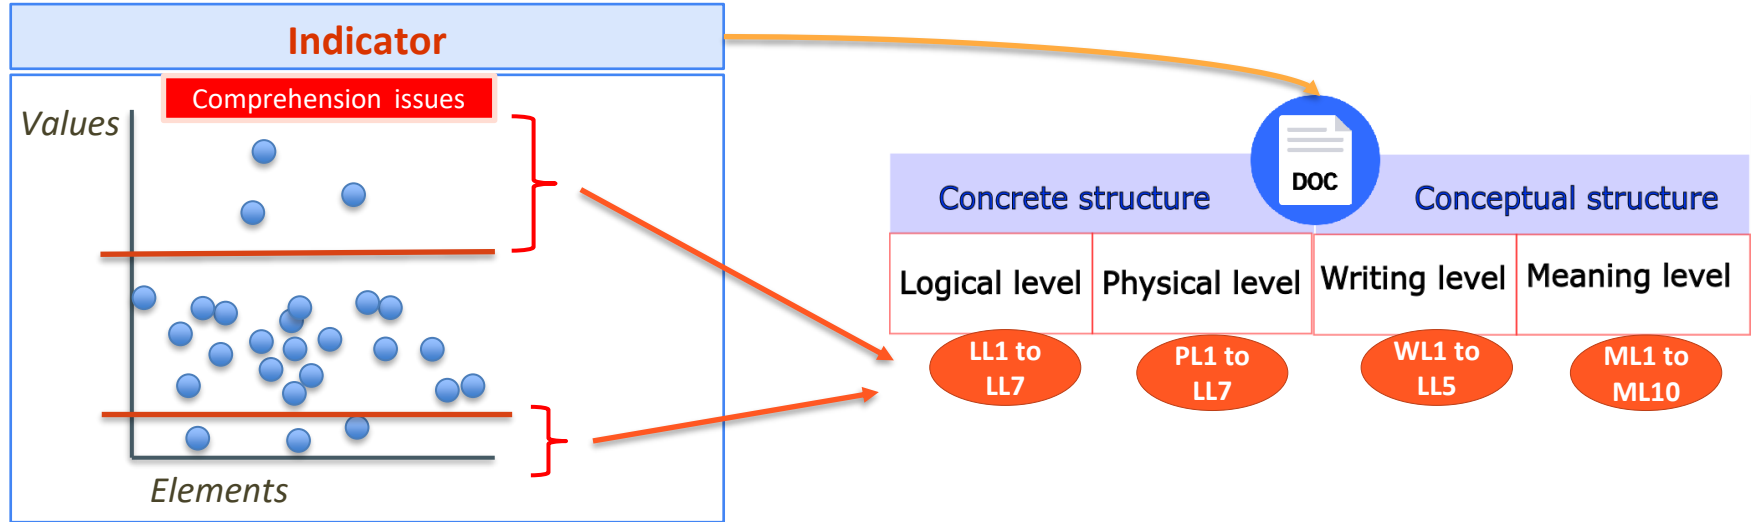 Indicator
Comprehension issues
Values
Elements
DOC
Concrete structure
Conceptual structure
Logical level
Physical level
Writing level
Meaning level
LL1 to
LL7
PL1 to
LL7
WL1 to
LL5
ML1 to
ML10